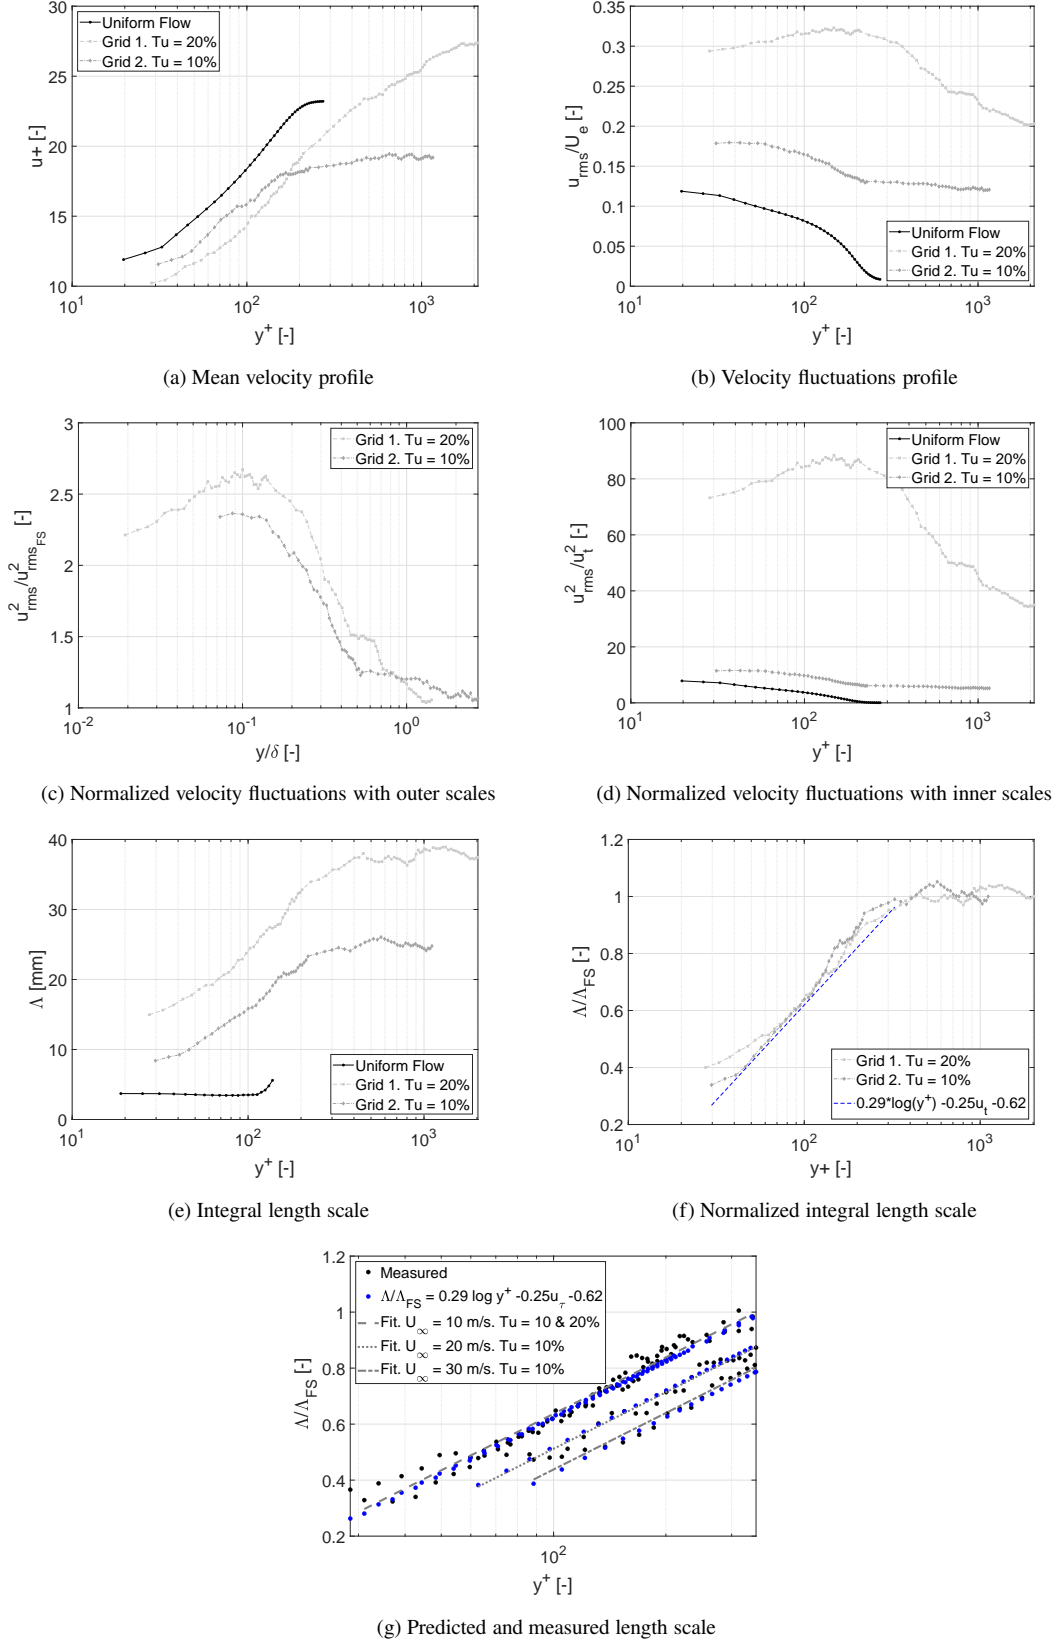 30
25
20
15
10
u+ [-]
10^1
10^2
10^3
y^+ [-]
Uniform Flow
Grid 1. Tu = 20%
Grid 2. Tu = 10%
(a) Mean velocity profile
0.35
0.3
0.25
0.2
0.15
0.1
0.05
0
u_rms/U_e [-]
10^1
10^2
10^3
y^+ [-]
Uniform Flow
Grid 1. Tu = 20%
Grid 2. Tu = 10%
(b) Velocity fluctuations profile
3
2.5
2
1.5
1
u^2_rms/u^2_rms_FS [-]
10^-2
10^-1
10^0
y/δ [-]
Grid 1. Tu = 20%
Grid 2. Tu = 10%
(c) Normalized velocity fluctuations with outer scales
100
80
60
40
20
0
u^2_rms/u^2_t [-]
10^1
10^2
10^3
y^+ [-]
Uniform Flow
Grid 1. Tu = 20%
Grid 2. Tu = 10%
(d) Normalized velocity fluctuations with inner scales
40
30
20
10
0
Λ [mm]
10^1
10^2
10^3
y^+ [-]
Uniform Flow
Grid 1. Tu = 20%
Grid 2. Tu = 10%
(e) Integral length scale
1.2
1
0.8
0.6
0.4
0.2
Λ/Λ_FS [-]
10^1
10^2
10^3
y+ [-]
Grid 1. Tu = 20%
Grid 2. Tu = 10%
0.29*log(y^+) -0.25u_t -0.62
(f) Normalized integral length scale
1.2
1
0.8
0.6
0.4
0.2
Λ/Λ_FS [-]
10^2
y^+ [-]
Measured
Λ/Λ_FS = 0.29 log y^+ -0.25u_τ -0.62
Fit. U_∞ = 10 m/s. Tu = 10 & 20%
Fit. U_∞ = 20 m/s. Tu = 10%
Fit. U_∞ = 30 m/s. Tu = 10%
(g) Predicted and measured length scale